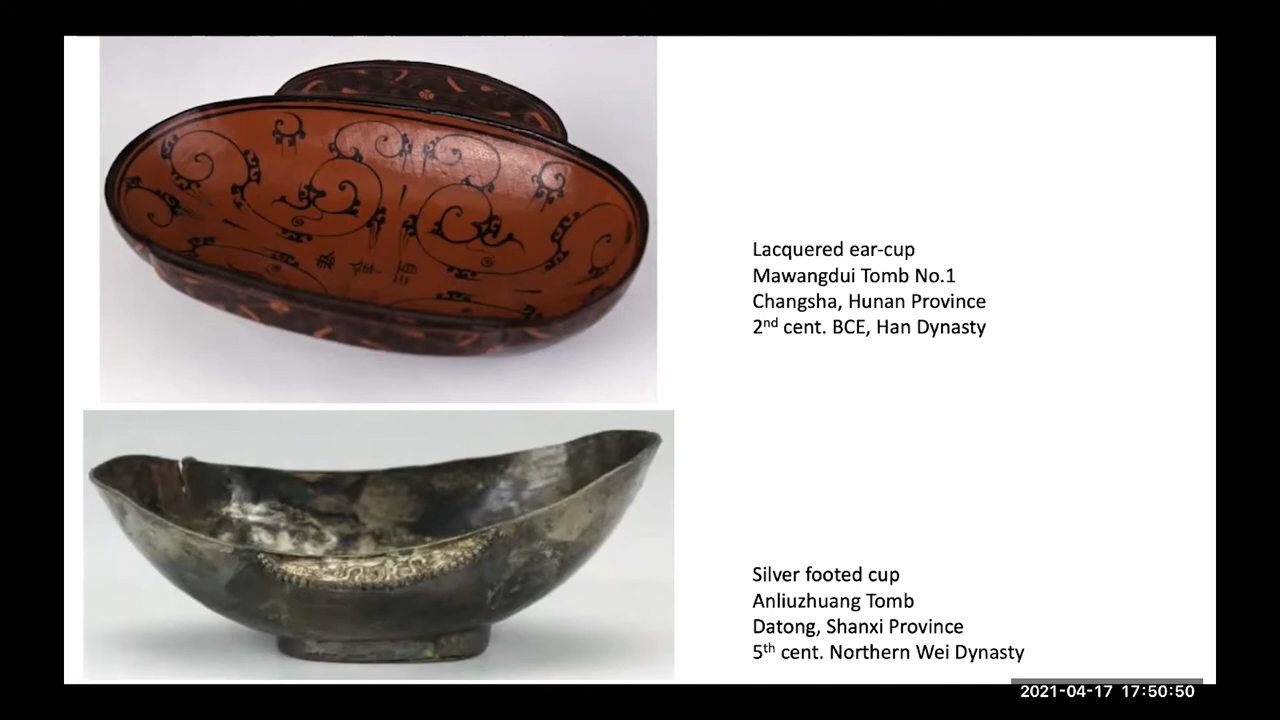 Lacquered ear-cup
Mawangdui Tomb No.1
Changsha, Hunan Province
2nd cent. BCE, Han Dynasty
Silver footed cup
Anliuzhuang Tomb
Datong, Shanxi Province
5th cent. Northern Wei Dynasty
2021-04-17 17:50:50